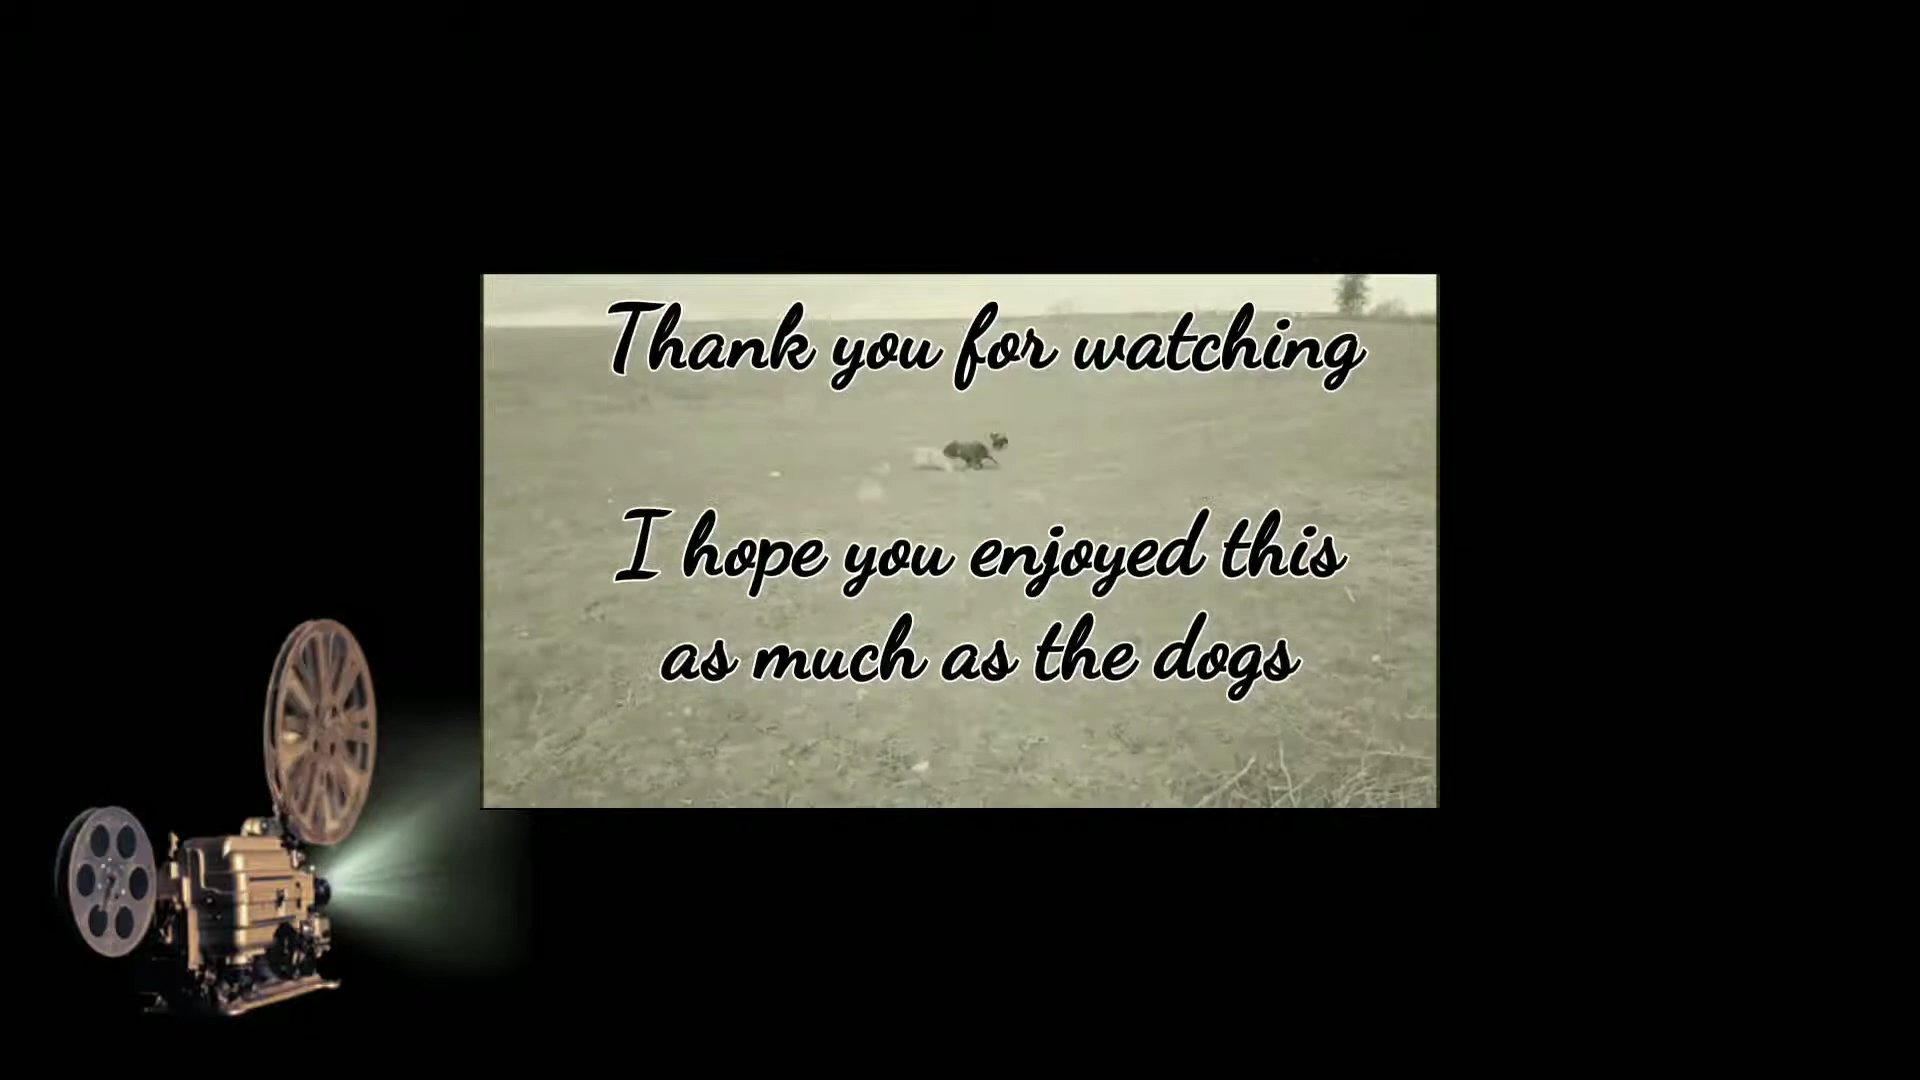 Thank you for watching
I hope you enjoyed this
as much as the dogs